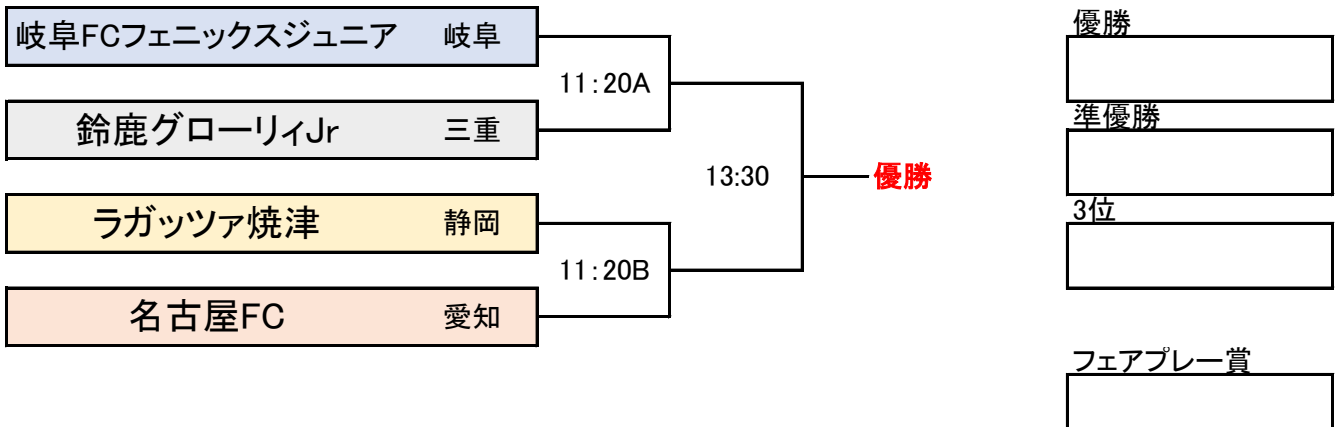 岐阜FCフェニックスジュニア 岐阜
鈴鹿グローリィJr 三重
ラガッツァ焼津 静岡
名古屋FC 愛知
11:20A
11:20B
13:30
優勝
優勝
準優勝
3位
フェアプレー賞